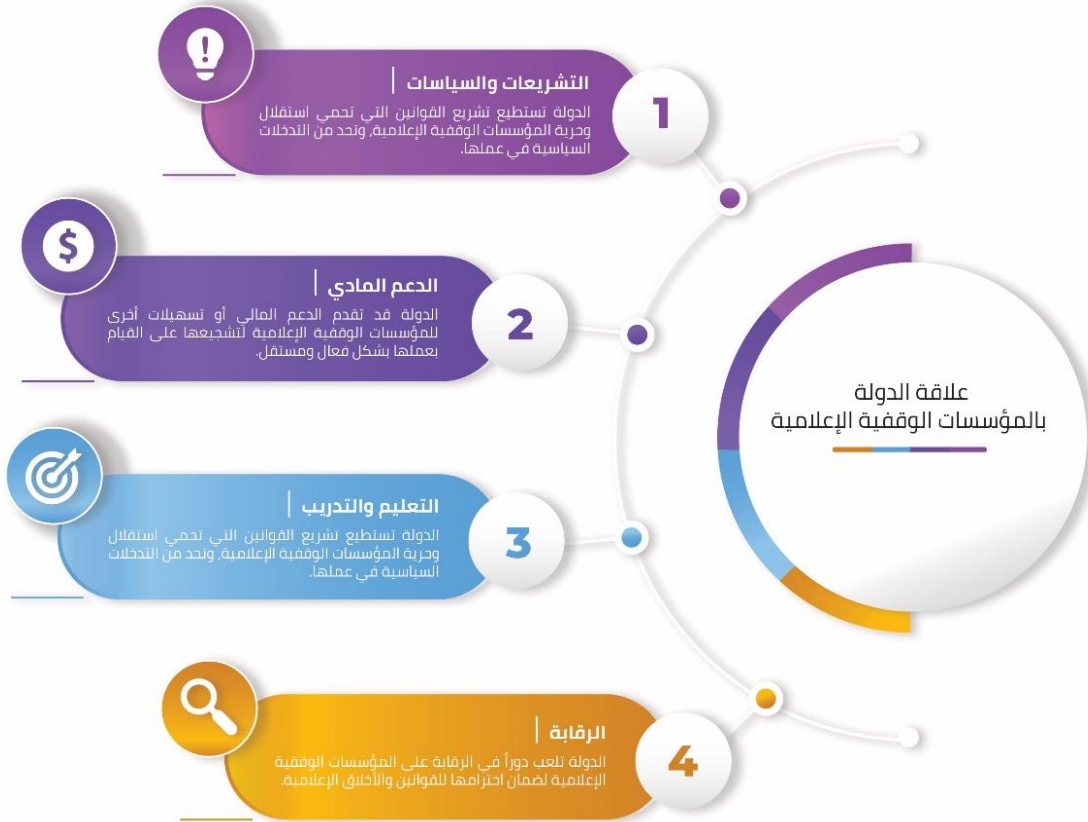 علاقة الدولة
بالمؤسسات الوقفية الإعلامية
1
التشريعات والسياسات
الدولة تستطيع تشريع القوانين التي تحمي استقلال
وحرية المؤسسات الوقفية الإعلامية، وتحد من التدخلات
السياسية في عملها.
2
الدعم المادي
الدولة قد تقدم الدعم المالي أو تسهيلات أخرى
للمؤسسات الوقفية الإعلامية لتشجيعها على القيام
بعملها بشكل فعال ومستقل.
3
التعليم والتدريب
الدولة تستطيع تشريع القوانين التي تحمي استقلال
وحرية المؤسسات الوقفية الإعلامية، وتحد من التدخلات
السياسية في عملها.
4
الرقابة
الدولة تلعب دوراً في الرقابة على المؤسسات الوقفية
الإعلامية لضمان احترامها للقوانين والأخلاق الإعلامية.